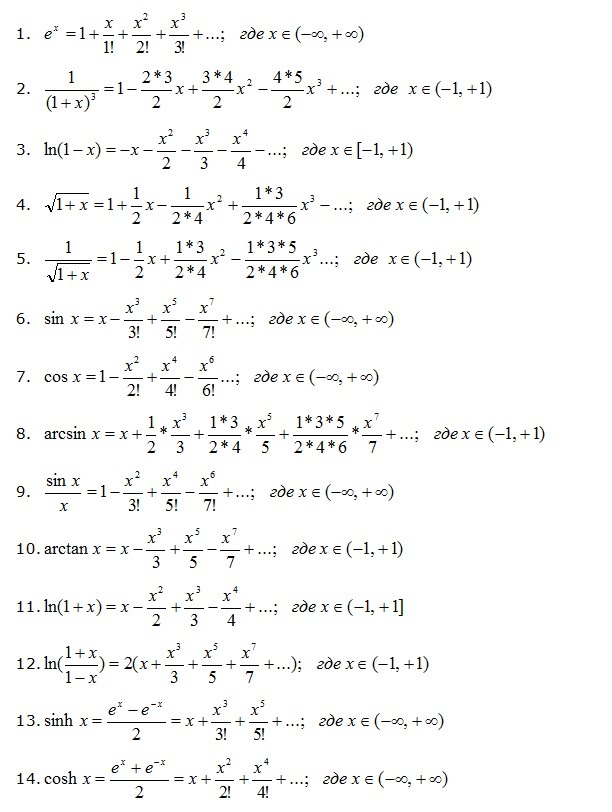 1. e^x = 1 + x/1! + x^2/2! + x^3/3! + ...; где x ∈ (−∞, +∞)
2. 1/(1+x)^3 = 1 − 2*3/2 x + 3*4/2 x^2 − 4*5/2 x^3 + ...; где x ∈ (−1, +1)
3. ln(1−x) = −x − x^2/2 − x^3/3 − x^4/4 − ...; где x ∈ [−1, +1)
4. √(1+x) = 1 + 1/2 x − 1/(2*4) x^2 + 1*3/(2*4*6) x^3 − ...; где x ∈ (−1, +1)
5. 1/√(1+x) = 1 − 1/2 x + 1*3/(2*4) x^2 − 1*3*5/(2*4*6) x^3 ...; где x ∈ (−1, +1)
6. sin x = x − x^3/3! + x^5/5! − x^7/7! + ...; где x ∈ (−∞, +∞)
7. cos x = 1 − x^2/2! + x^4/4! − x^6/6! ...; где x ∈ (−∞, +∞)
8. arcsin x = x + 1/2 * x^3/3 + 1*3/(2*4) * x^5/5 + 1*3*5/(2*4*6) * x^7/7 + ...; где x ∈ (−1, +1)
9. sin x/x = 1 − x^2/3! + x^4/5! − x^6/7! + ...; где x ∈ (−∞, +∞)
10. arctan x = x − x^3/3 + x^5/5 − x^7/7 + ...; где x ∈ (−1, +1)
11. ln(1+x) = x − x^2/2 + x^3/3 − x^4/4 + ...; где x ∈ (−1, +1]
12. ln((1+x)/(1−x)) = 2(x + x^3/3 + x^5/5 + x^7/7 + ...); где x ∈ (−1, +1)
13. sinh x = (e^x − e^−x)/2 = x + x^3/3! + x^5/5! + ...; где x ∈ (−∞, +∞)
14. cosh x = (e^x + e^−x)/2 = x + x^2/2! + x^4/4! + ...; где x ∈ (−∞, +∞)